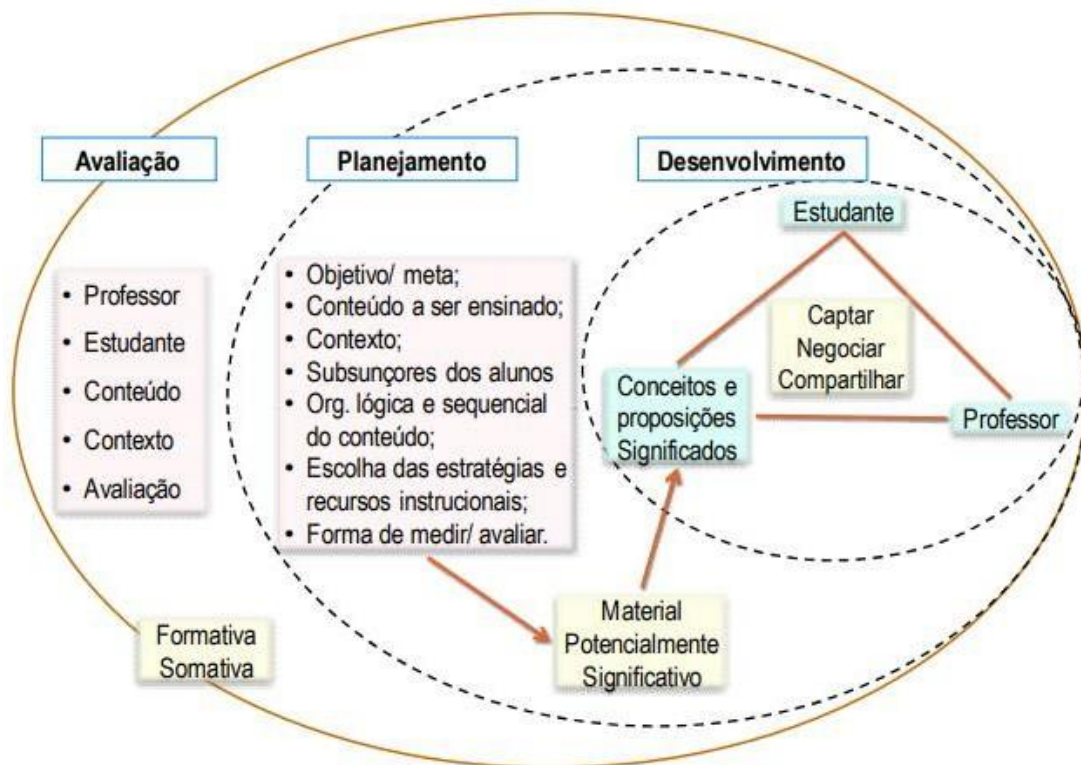 Avaliação
Planejamento
Desenvolvimento
• Professor
• Estudante
• Conteúdo
• Contexto
• Avaliação
Formativa
Somativa
• Objetivo/ meta;
• Conteúdo a ser ensinado;
• Contexto;
• Subsunçores dos alunos
• Org. lógica e sequencial
do conteúdo;
• Escolha das estratégias e
recursos instrucionais;
• Forma de medir/ avaliar.
Material
Potencialmente
Significativo
Estudante
Captar
Negociar
Compartilhar
Conceitos e
proposições
Significados
Professor